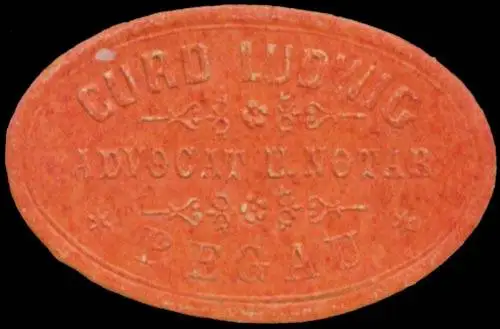 CURD LUDWIG
ADVOCAT U. NOTAR
PEGAU